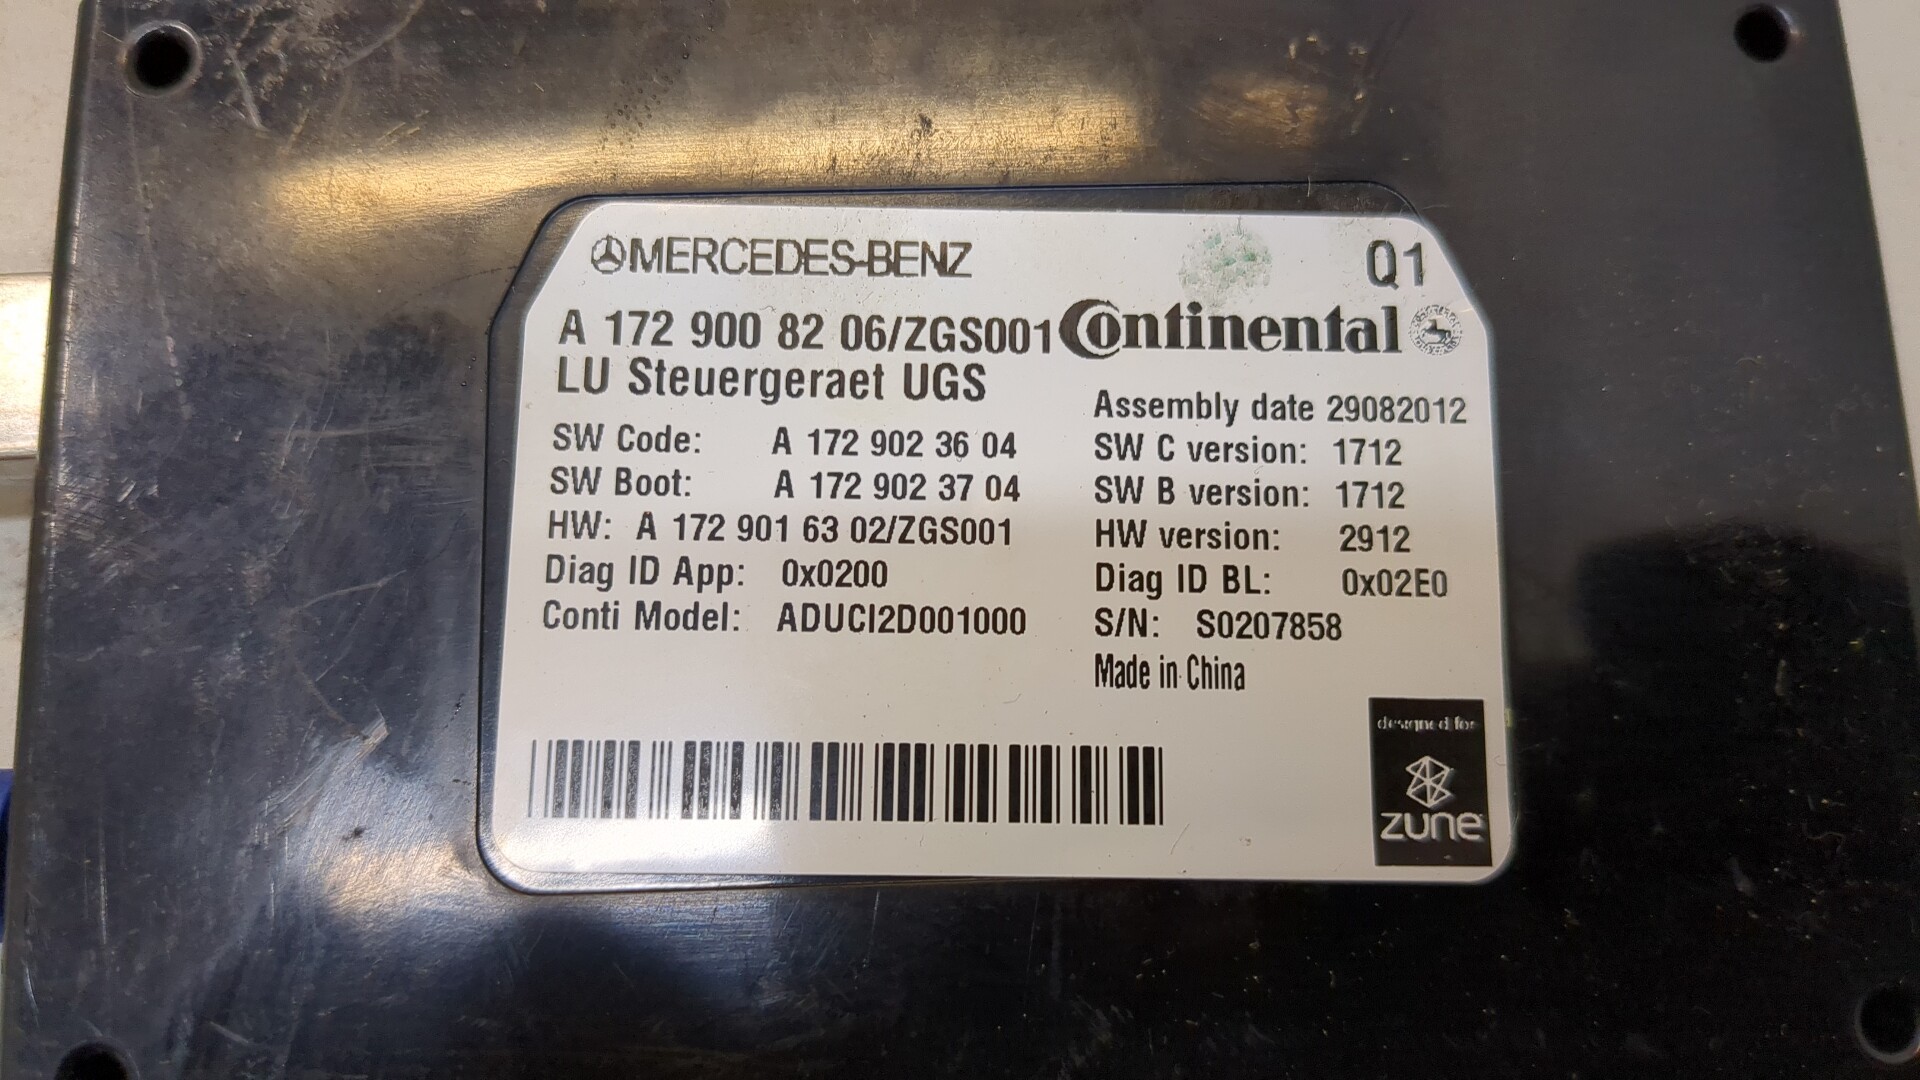 MERCEDES-BENZ
Q1
A 172 900 82 06/ZGS001
Continental
LU Steuergeraet UGS
Assembly date 29082012
SW Code: A 172 902 36 04
SW C version: 1712
SW Boot: A 172 902 37 04
SW B version: 1712
HW: A 172 901 63 02/ZGS001
HW version: 2912
Diag ID App: 0x0200
Diag ID BL: 0x02E0
Conti Model: ADUCI2D001000
S/N: S0207858
Made in China
designed for
zune